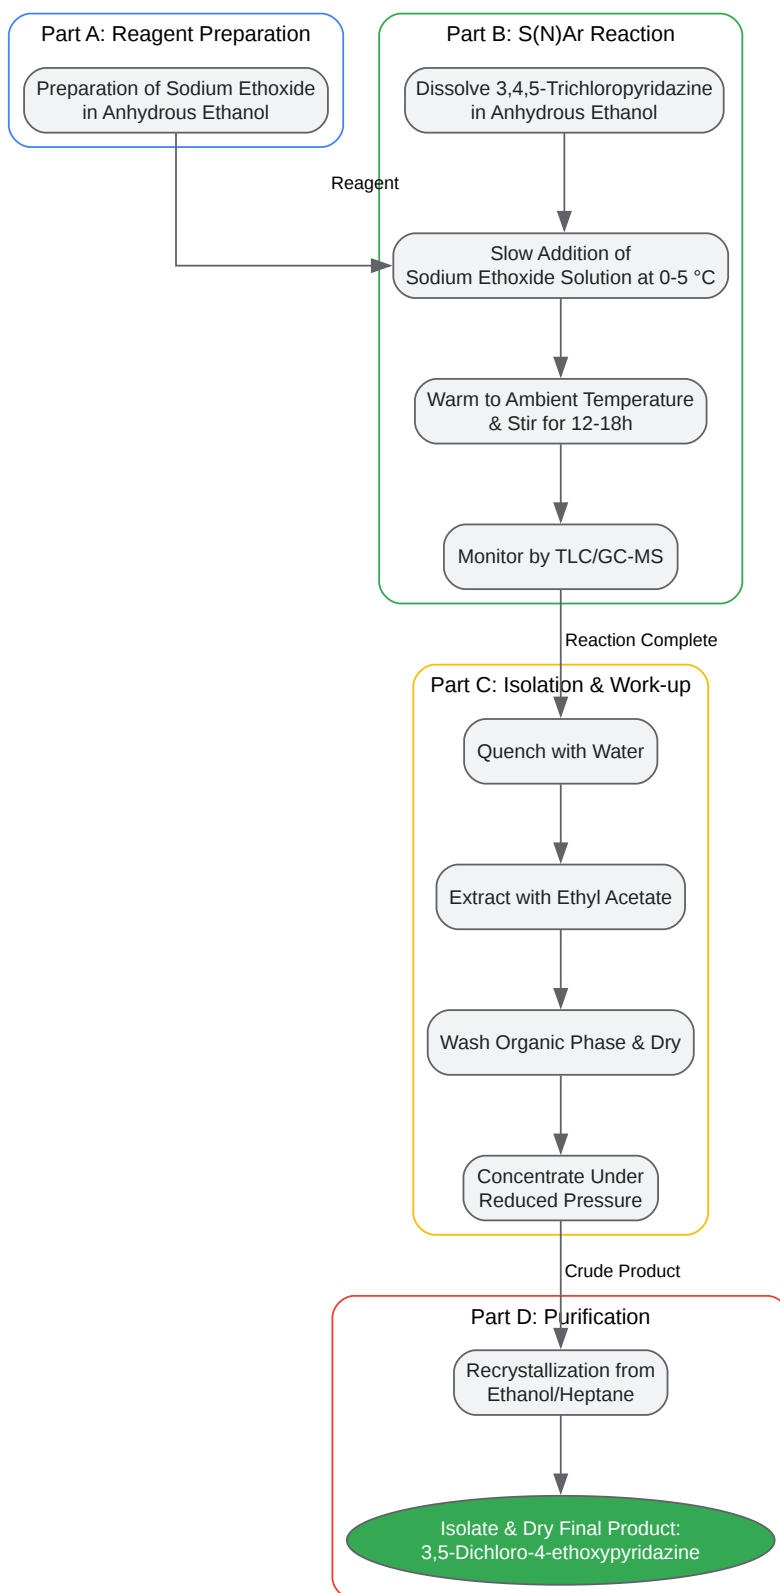 Part A: Reagent Preparation
Preparation of Sodium Ethoxide
in Anhydrous Ethanol
Part B: S(N)Ar Reaction
Dissolve 3,4,5-Trichloropyridazine
in Anhydrous Ethanol
Reagent
Slow Addition of
Sodium Ethoxide Solution at 0-5 °C
Warm to Ambient Temperature
& Stir for 12-18h
Monitor by TLC/GC-MS
Reaction Complete
Part C: Isolation & Work-up
Quench with Water
Extract with Ethyl Acetate
Wash Organic Phase & Dry
Concentrate Under
Reduced Pressure
Crude Product
Part D: Purification
Recrystallization from
Ethanol/Heptane
Isolate & Dry Final Product:
3,5-Dichloro-4-ethoxypyridazine